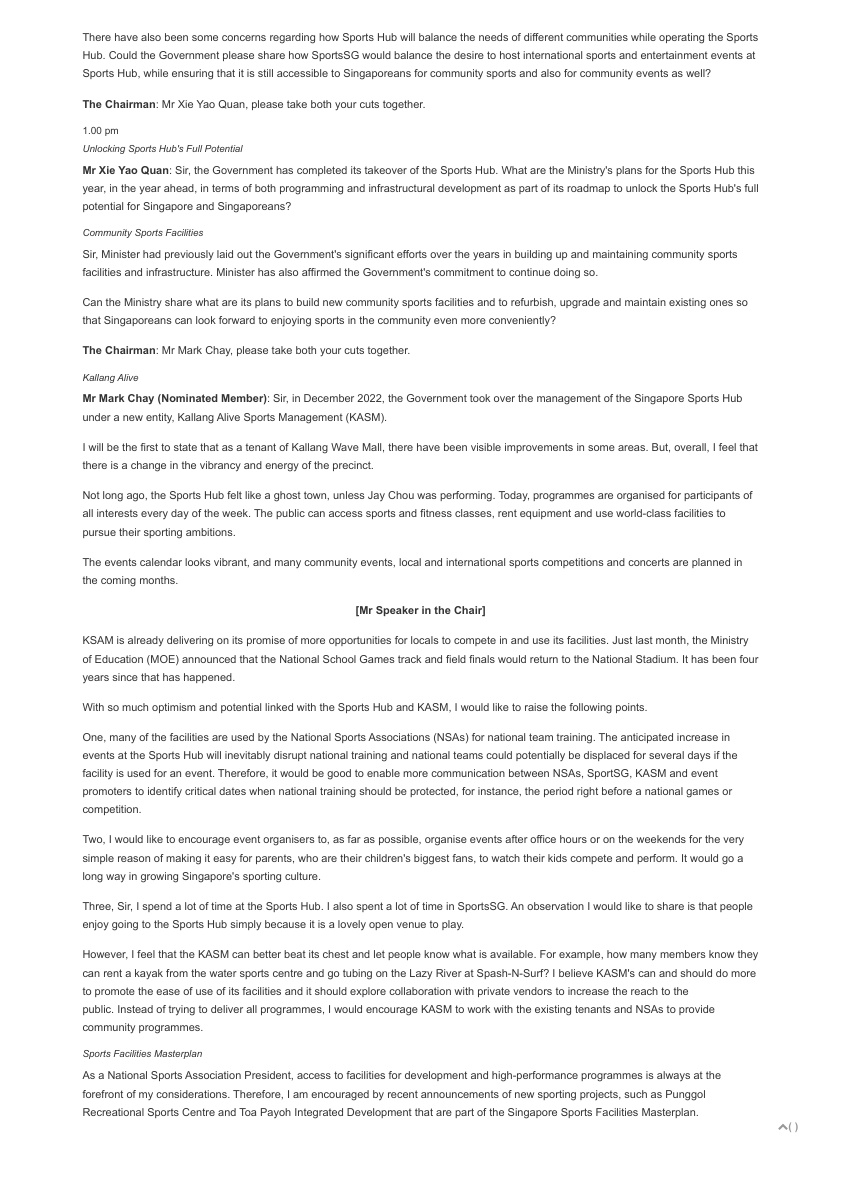 There have also been some concerns regarding how Sports Hub will balance the needs of different communities while operating the Sports
Hub. Could the Government please share how SportsSG would balance the desire to host international sports and entertainment events at
Sports Hub, while ensuring that it is still accessible to Singaporeans for community sports and also for community events as well?
The Chairman: Mr Xie Yao Quan, please take both your cuts together.
1.00 pm
Unlocking Sports Hub's Full Potential
Mr Xie Yao Quan: Sir, the Government has completed its takeover of the Sports Hub. What are the Ministry's plans for the Sports Hub this
year, in the year ahead, in terms of both programming and infrastructural development as part of its roadmap to unlock the Sports Hub's full
potential for Singapore and Singaporeans?
Community Sports Facilities
Sir, Minister had previously laid out the Government's significant efforts over the years in building up and maintaining community sports
facilities and infrastructure. Minister has also affirmed the Government's commitment to continue doing so.
Can the Ministry share what are its plans to build new community sports facilities and to refurbish, upgrade and maintain existing ones so
that Singaporeans can look forward to enjoying sports in the community even more conveniently?
The Chairman: Mr Mark Chay, please take both your cuts together.
Kallang Alive
Mr Mark Chay (Nominated Member): Sir, in December 2022, the Government took over the management of the Singapore Sports Hub
under a new entity, Kallang Alive Sports Management (KASM).
I will be the first to state that as a tenant of Kallang Wave Mall, there have been visible improvements in some areas. But, overall, I feel that
there is a change in the vibrancy and energy of the precinct.
Not long ago, the Sports Hub felt like a ghost town, unless Jay Chou was performing. Today, programmes are organised for participants of
all interests every day of the week. The public can access sports and fitness classes, rent equipment and use world-class facilities to
pursue their sporting ambitions.
The events calendar looks vibrant, and many community events, local and international sports competitions and concerts are planned in
the coming months.
[Mr Speaker in the Chair]
KSAM is already delivering on its promise of more opportunities for locals to compete in and use its facilities. Just last month, the Ministry
of Education (MOE) announced that the National School Games track and field finals would return to the National Stadium. It has been four
years since that has happened.
With so much optimism and potential linked with the Sports Hub and KASM, I would like to raise the following points.
One, many of the facilities are used by the National Sports Associations (NSAs) for national team training. The anticipated increase in
events at the Sports Hub will inevitably disrupt national training and national teams could potentially be displaced for several days if the
facility is used for an event. Therefore, it would be good to enable more communication between NSAs, SportSG, KASM and event
promoters to identify critical dates when national training should be protected, for instance, the period right before a national games or
competition.
Two, I would like to encourage event organisers to, as far as possible, organise events after office hours or on the weekends for the very
simple reason of making it easy for parents, who are their children's biggest fans, to watch their kids compete and perform. It would go a
long way in growing Singapore's sporting culture.
Three, Sir, I spend a lot of time at the Sports Hub. I also spent a lot of time in SportsSG. An observation I would like to share is that people
enjoy going to the Sports Hub simply because it is a lovely open venue to play.
However, I feel that the KASM can better beat its chest and let people know what is available. For example, how many members know they
can rent a kayak from the water sports centre and go tubing on the Lazy River at Spash-N-Surf? I believe KASM's can and should do more
to promote the ease of use of its facilities and it should explore collaboration with private vendors to increase the reach to the
public. Instead of trying to deliver all programmes, I would encourage KASM to work with the existing tenants and NSAs to provide
community programmes.
Sports Facilities Masterplan
As a National Sports Association President, access to facilities for development and high-performance programmes is always at the
forefront of my considerations. Therefore, I am encouraged by recent announcements of new sporting projects, such as Punggol
Recreational Sports Centre and Toa Payoh Integrated Development that are part of the Singapore Sports Facilities Masterplan.
( )